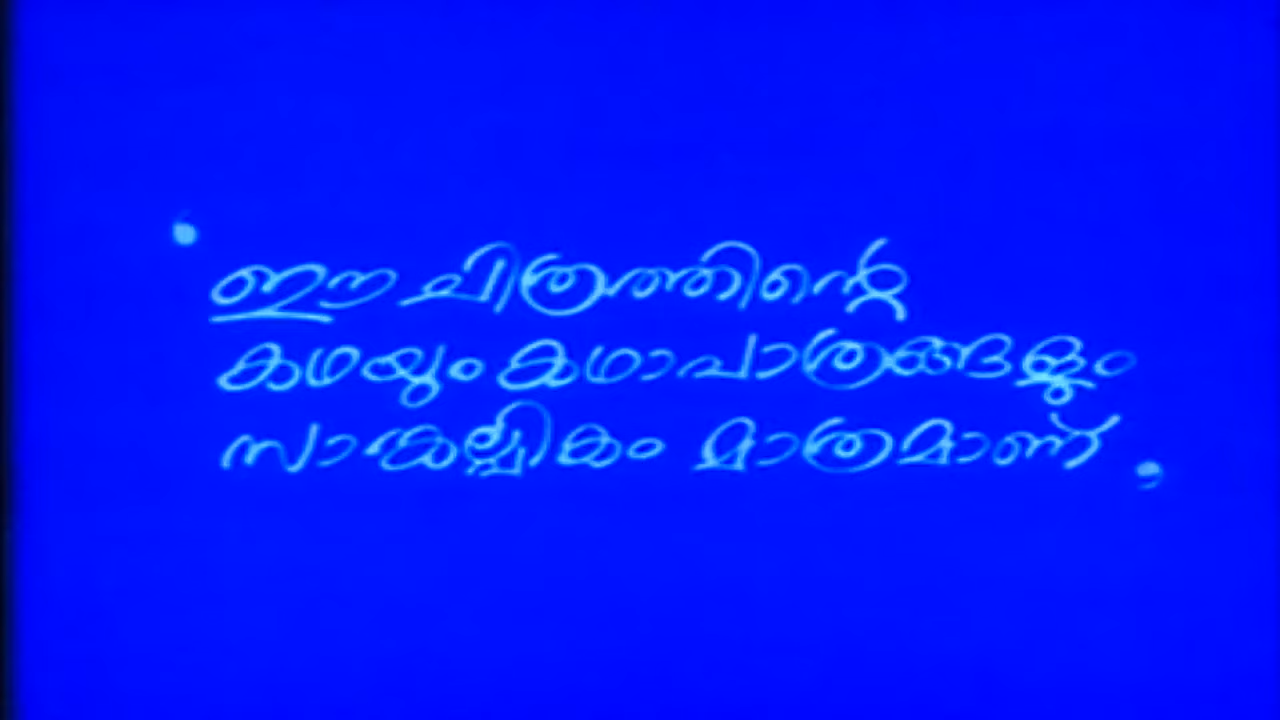 ‘ഈ ചിത്രത്തിന്റെ
കഥയും കഥാപാത്രങ്ങളും
സാങ്കല്പികം മാത്രമാണ്’